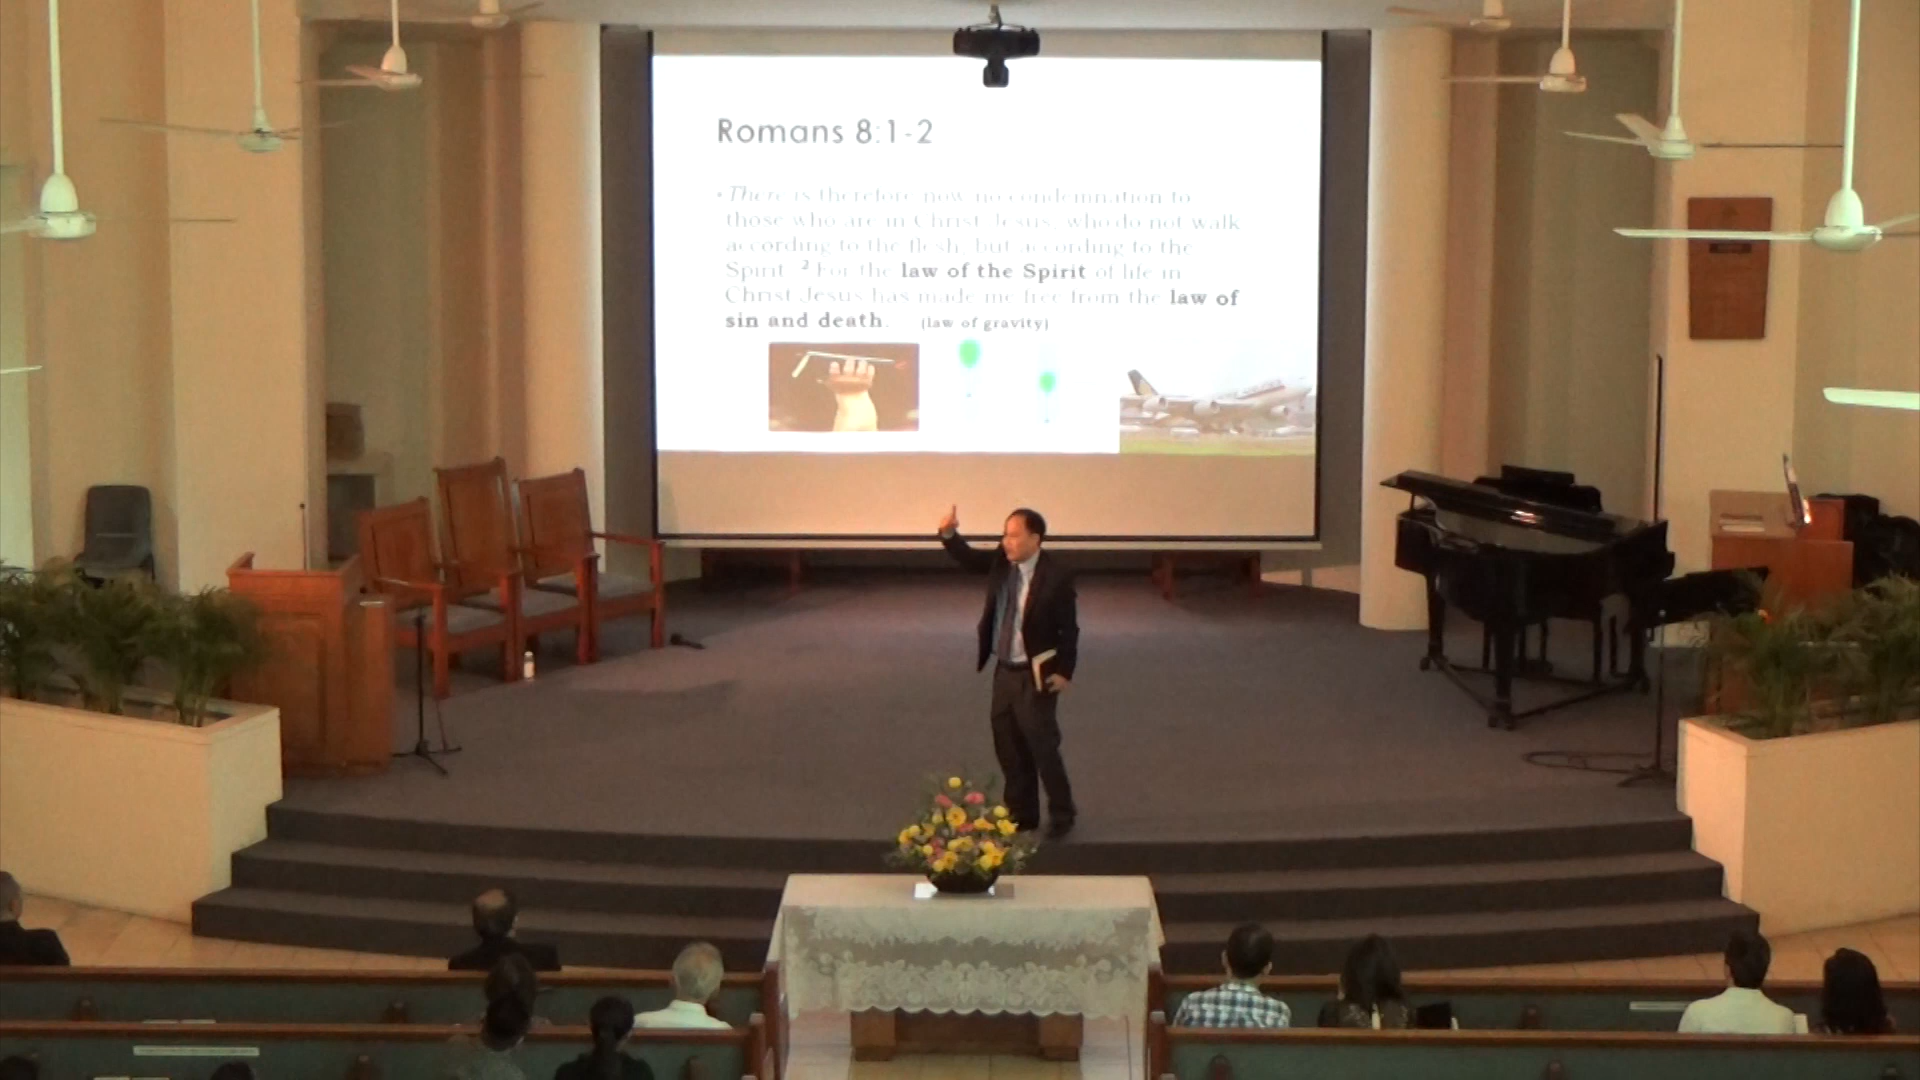 Romans 8:1-2
• There is therefore now no condemnation to
those who are in Christ Jesus, who do not walk
according to the flesh, but according to the
Spirit. 2 For the law of the Spirit of life in
Christ Jesus has made me free from the law of
sin and death. (law of gravity)